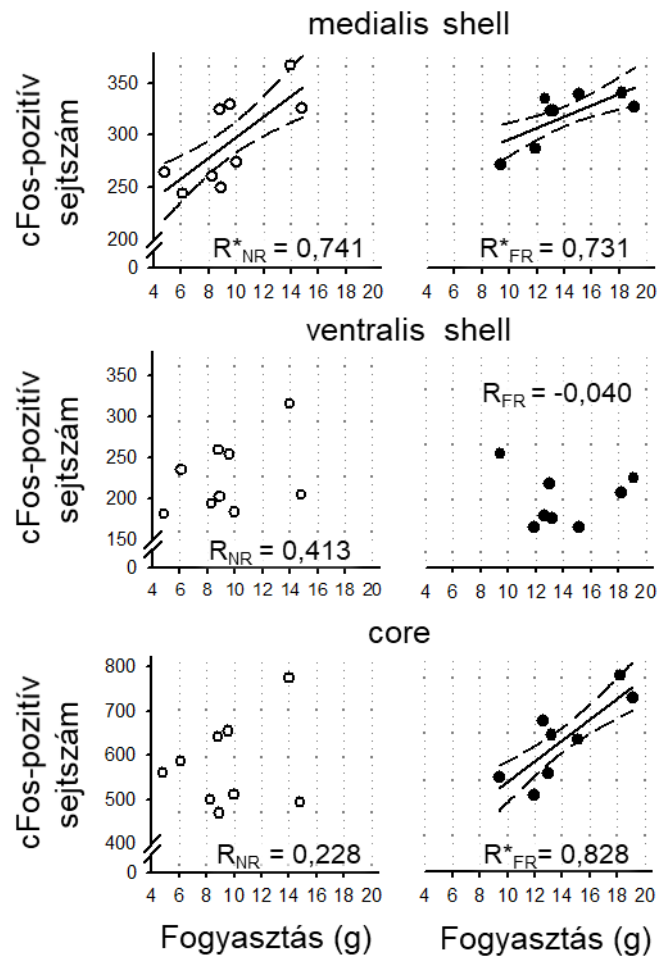 medialis shell
cFos-pozitív
sejtszám
350
300
250
200
0
R*NR = 0,741
R*FR = 0,731
4 6 8 10 12 14 16 18 20
4 6 8 10 12 14 16 18 20
ventralis shell
cFos-pozitív
sejtszám
350
300
250
200
150
0
RFR = -0,040
RNR = 0,413
4 6 8 10 12 14 16 18 20
4 6 8 10 12 14 16 18 20
core
cFos-pozitív
sejtszám
800
700
600
500
400
0
RNR = 0,228
R*FR= 0,828
4 6 8 10 12 14 16 18 20
4 6 8 10 12 14 16 18 20
Fogyasztás (g)
Fogyasztás (g)